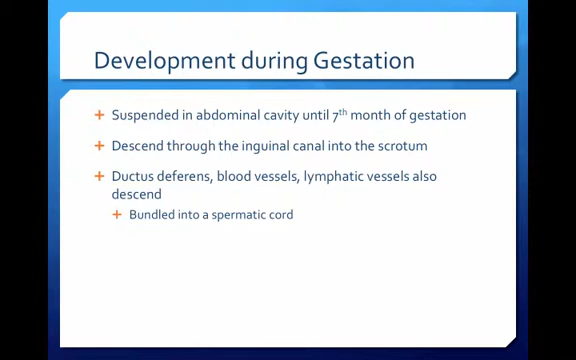 Development during Gestation
+ Suspended in abdominal cavity until 7th month of gestation
+ Descend through the inguinal canal into the scrotum
+ Ductus deferens, blood vessels, lymphatic vessels also
descend
+ Bundled into a spermatic cord